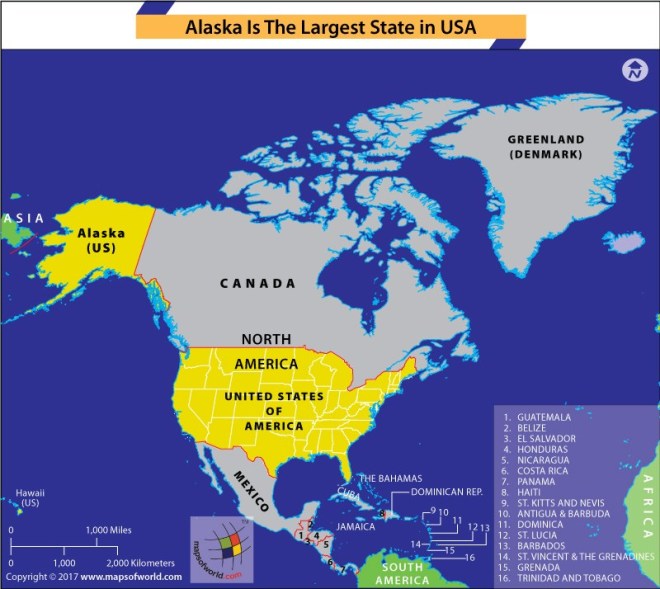 Alaska Is The Largest State in USA
N
GREENLAND
(DENMARK)
ASIA
Alaska
(US)
CANADA
NORTH
AMERICA
UNITED STATES
OF
AMERICA
MEXICO
THE BAHAMAS
CUBA
DOMINICAN REP.
8
JAMAICA
9 10
11
12 13
14
15
16
2
1
4
3
5
6
7
SOUTH
AMERICA
AFRICA
1. GUATEMALA
2. BELIZE
3. EL SALVADOR
4. HONDURAS
5. NICARAGUA
6. COSTA RICA
7. PANAMA
8. HAITI
9. ST. KITTS AND NEVIS
10. ANTIGUA & BARBUDA
11. DOMINICA
12. ST. LUCIA
13. BARBADOS
14. ST. VINCENT & THE GRENADINES
15. GRENADA
16. TRINIDAD AND TOBAGO
Hawaii
(US)
0 1,000 Miles
0 1,000 2,000 Kilometers
mapsofworld.com
Copyright © 2017 www.mapsofworld.com